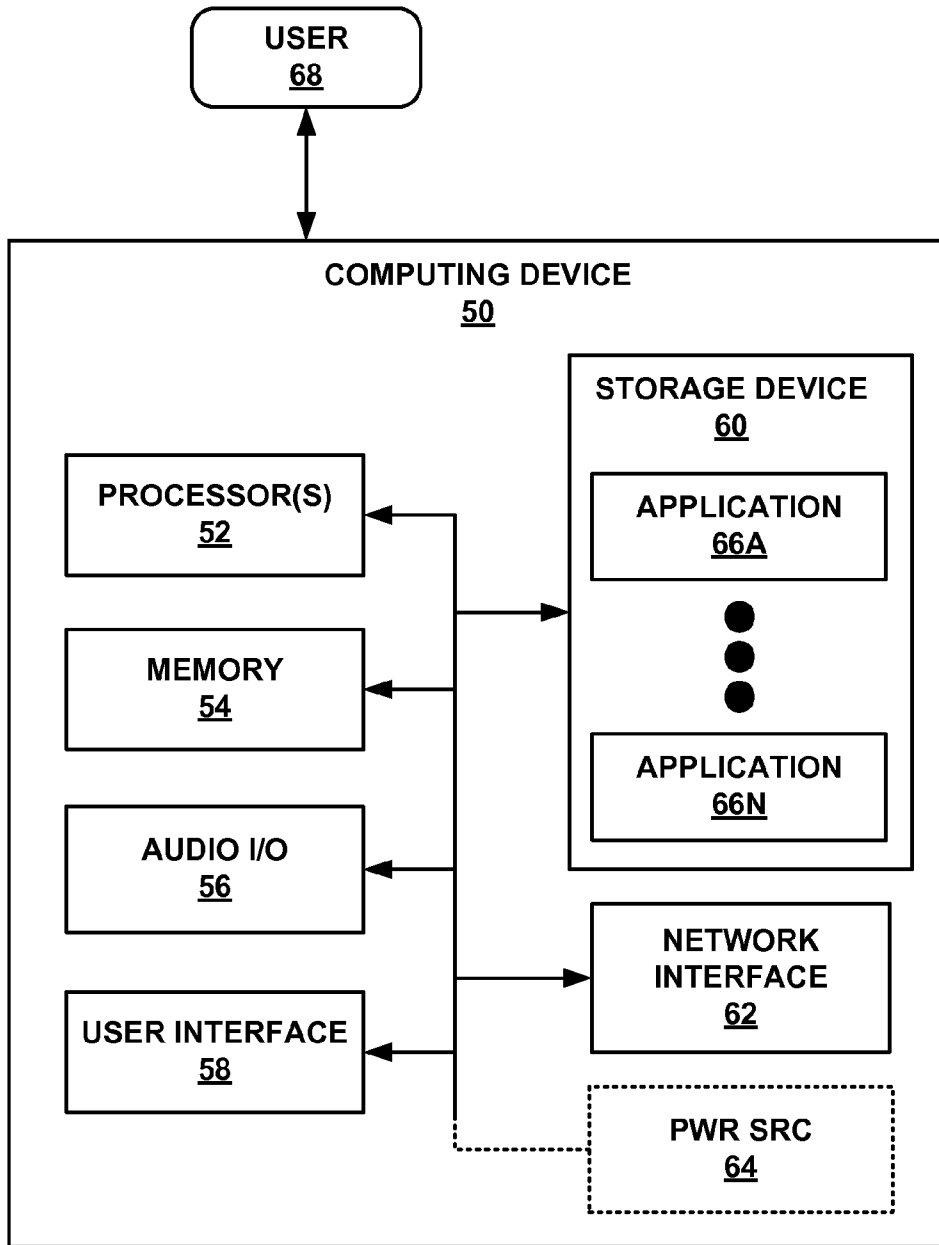 USER
68
COMPUTING DEVICE
50
STORAGE DEVICE
60
PROCESSOR(S)
52
APPLICATION
66A
MEMORY
54
APPLICATION
66N
AUDIO I/O
56
NETWORK
INTERFACE
62
USER INTERFACE
58
PWR SRC
64